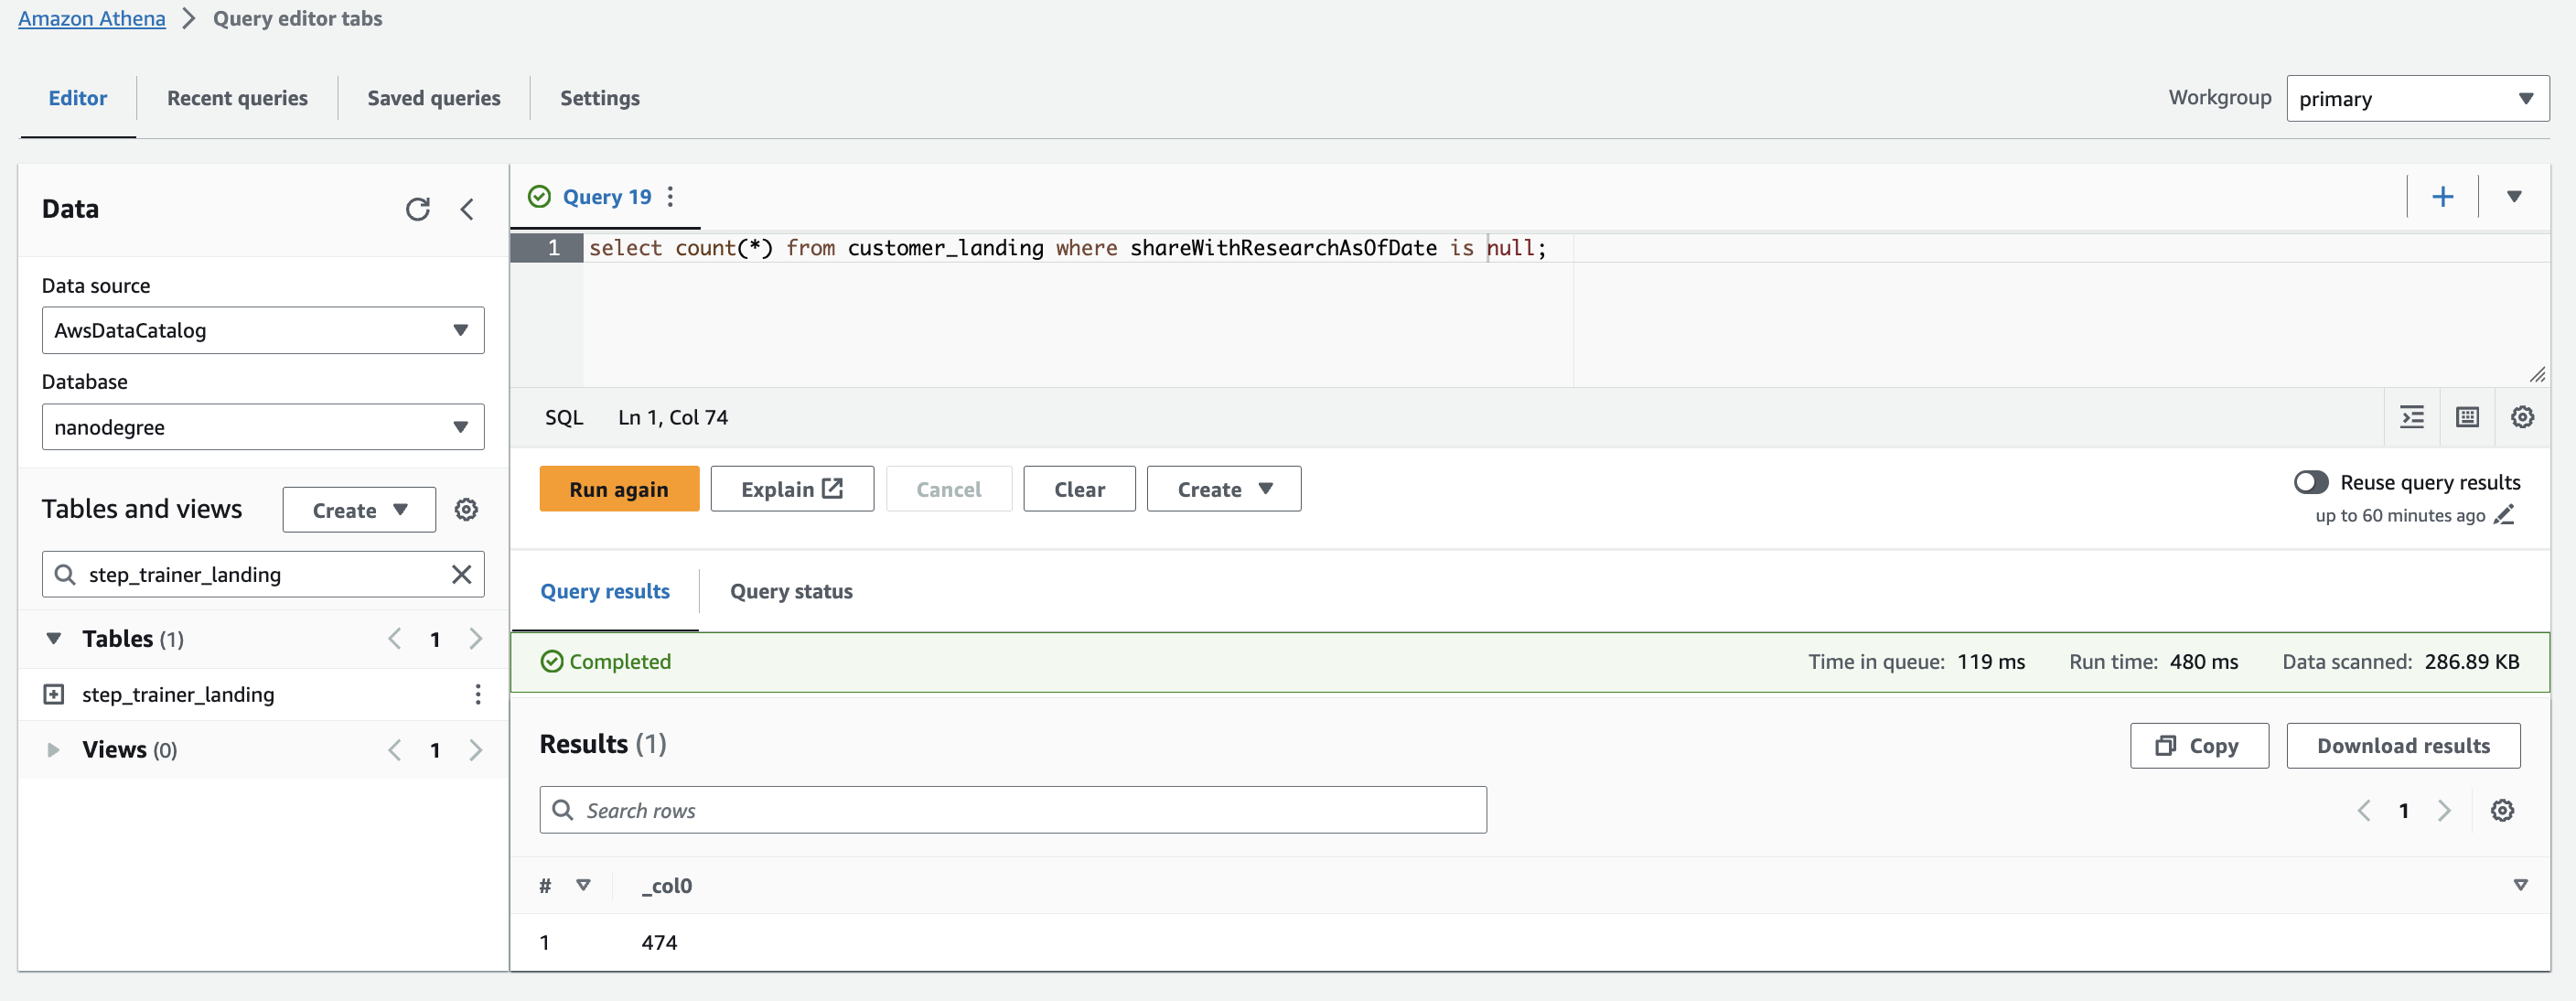 Amazon Athena > Query editor tabs
Editor Recent queries Saved queries Settings Workgroup primary
Data
Data source
AwsDataCatalog
Database
nanodegree
Tables and views Create
step_trainer_landing
Tables (1) 1
step_trainer_landing
Views (0) 1
Query 19
1 select count(*) from customer_landing where shareWithResearchAsOfDate is null;
SQL Ln 1, Col 74
Run again Explain Cancel Clear Create
Reuse query results
up to 60 minutes ago
Query results Query status
Completed Time in queue: 119 ms Run time: 480 ms Data scanned: 286.89 KB
Results (1) Copy Download results
Search rows 1
# _col0
1 474